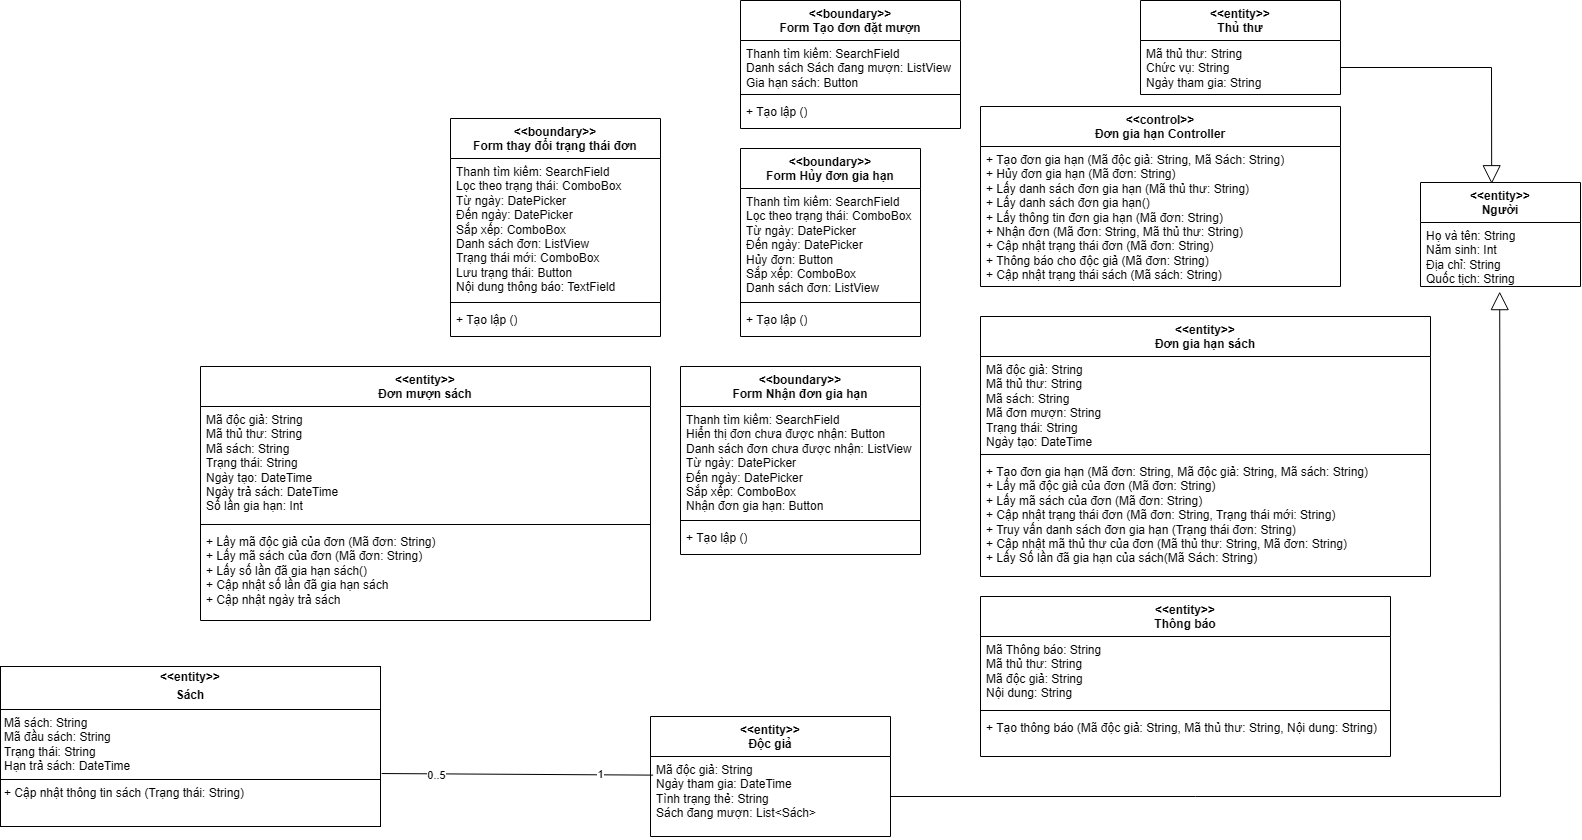 <<boundary>>
Form Tạo đơn đặt mượn
Thanh tìm kiếm: SearchField
Danh sách Sách đang mượn: ListView
Gia hạn sách: Button
+ Tạo lập ()
<<entity>>
Thủ thư
Mã thủ thư: String
Chức vụ: String
Ngày tham gia: String
<<boundary>>
Form thay đổi trạng thái đơn
Thanh tìm kiếm: SearchField
Lọc theo trạng thái: ComboBox
Từ ngày: DatePicker
Đến ngày: DatePicker
Sắp xếp: ComboBox
Danh sách đơn: ListView
Trạng thái mới: ComboBox
Lưu trạng thái: Button
Nội dung thông báo: TextField
+ Tạo lập ()
<<boundary>>
Form Hủy đơn gia hạn
Thanh tìm kiếm: SearchField
Lọc theo trạng thái: ComboBox
Từ ngày: DatePicker
Đến ngày: DatePicker
Hủy đơn: Button
Sắp xếp: ComboBox
Danh sách đơn: ListView
+ Tạo lập ()
<<control>>
Đơn gia hạn Controller
+ Tạo đơn gia hạn (Mã độc giả: String, Mã Sách: String)
+ Hủy đơn gia hạn (Mã đơn: String)
+ Lấy danh sách đơn gia hạn (Mã thủ thư: String)
+ Lấy danh sách đơn gia hạn()
+ Lấy thông tin đơn gia hạn (Mã đơn: String)
+ Nhận đơn (Mã đơn: String, Mã thủ thư: String)
+ Cập nhật trạng thái đơn (Mã đơn: String)
+ Thông báo cho độc giả (Mã đơn: String)
+ Cập nhật trạng thái sách (Mã sách: String)
<<entity>>
Người
Họ và tên: String
Năm sinh: Int
Địa chỉ: String
Quốc tịch: String
<<entity>>
Đơn mượn sách
Mã độc giả: String
Mã thủ thư: String
Mã sách: String
Trạng thái: String
Ngày tạo: DateTime
Ngày trả sách: DateTime
Số lần gia hạn: Int
+ Lấy mã độc giả của đơn (Mã đơn: String)
+ Lấy mã sách của đơn (Mã đơn: String)
+ Lấy số lần đã gia hạn sách()
+ Cập nhật số lần đã gia hạn sách
+ Cập nhật ngày trả sách
<<boundary>>
Form Nhận đơn gia hạn
Thanh tìm kiếm: SearchField
Hiển thị đơn chưa được nhận: Button
Danh sách đơn chưa được nhận: ListView
Từ ngày: DatePicker
Đến ngày: DatePicker
Sắp xếp: ComboBox
Nhận đơn gia hạn: Button
+ Tạo lập ()
<<entity>>
Đơn gia hạn sách
Mã độc giả: String
Mã thủ thư: String
Mã sách: String
Mã đơn mượn: String
Trạng thái: String
Ngày tạo: DateTime
+ Tạo đơn gia hạn (Mã đơn: String, Mã độc giả: String, Mã sách: String)
+ Lấy mã độc giả của đơn (Mã đơn: String)
+ Lấy mã sách của đơn (Mã đơn: String)
+ Cập nhật trạng thái đơn (Mã đơn: String, Trạng thái mới: String)
+ Truy vấn danh sách đơn gia hạn (Trạng thái đơn: String)
+ Cập nhật mã thủ thư của đơn (Mã thủ thư: String, Mã đơn: String)
+ Lấy Số lần đã gia hạn của sách(Mã Sách: String)
<<entity>>
Thông báo
Mã Thông báo: String
Mã thủ thư: String
Mã độc giả: String
Nội dung: String
+ Tạo thông báo (Mã độc giả: String, Mã thủ thư: String, Nội dung: String)
<<entity>>
Sách
Mã sách: String
Mã đầu sách: String
Trạng thái: String
Hạn trả sách: DateTime
+ Cập nhật thông tin sách (Trạng thái: String)
0..5
1
<<entity>>
Độc giả
Mã độc giả: String
Ngày tham gia: DateTime
Tình trạng thẻ: String
Sách đang mượn: List<Sách>